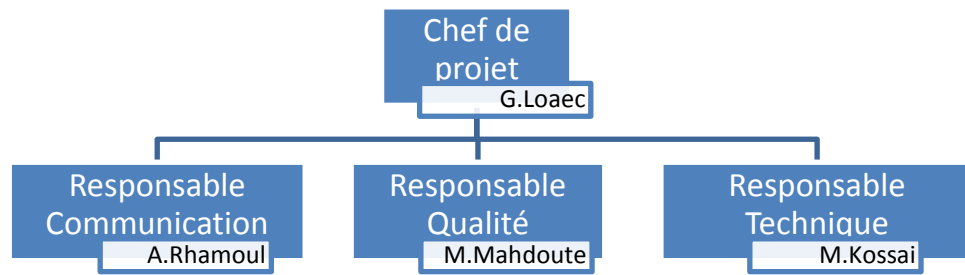 Chef de
projet
G.Loaec
Responsable
Communication
A.Rhamoul
Responsable
Qualité
M.Mahdoute
Responsable
Technique
M.Kossai